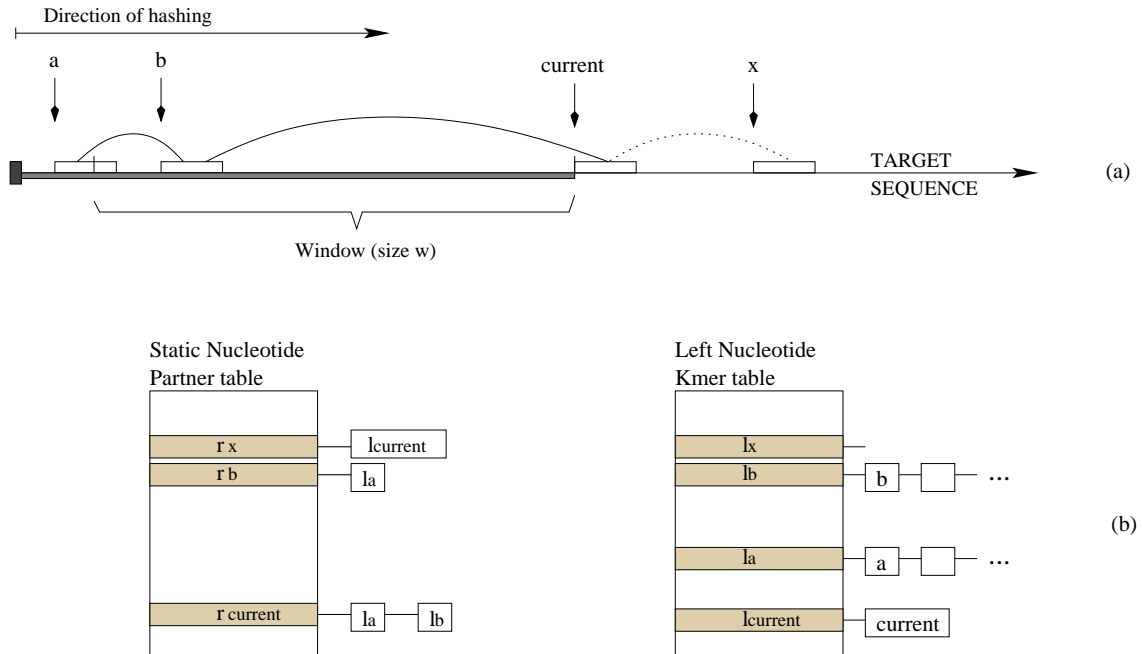 Direction of hashing
a
b
current
x
TARGET
SEQUENCE
(a)
Window (size w)
Static Nucleotide
Partner table
Left Nucleotide
Kmer table
r x
lcurrent
r b
la
r current
la
lb
lx
lb
b
...
la
a
...
lcurrent
current
(b)